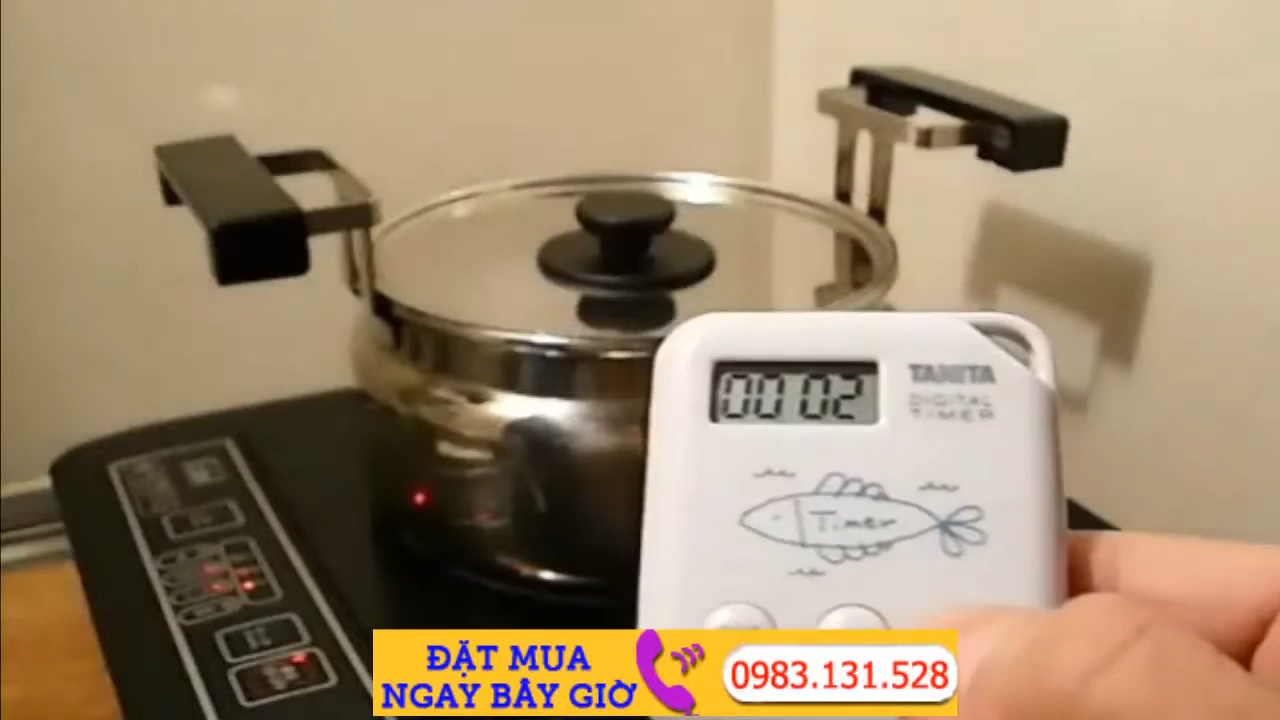 00 02
TANITA
DIGITAL
TIMER
Timer
ĐẶT MUA
NGAY BÂY GIỜ
0983.131.528